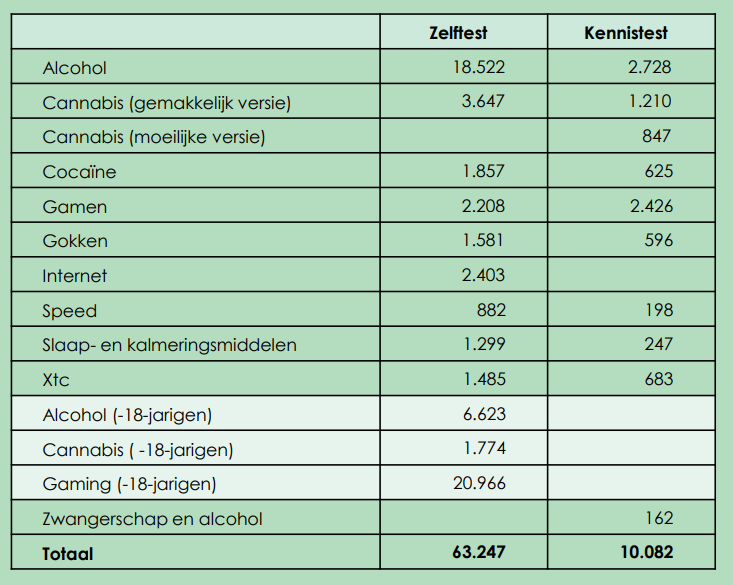 Zelftest Kennistest
Alcohol 18.522 2.728
Cannabis (gemakkelijk versie) 3.647 1.210
Cannabis (moeilijke versie) 847
Cocaïne 1.857 625
Gamen 2.208 2.426
Gokken 1.581 596
Internet 2.403
Speed 882 198
Slaap- en kalmeringsmiddelen 1.299 247
Xtc 1.485 683
Alcohol (-18-jarigen) 6.623
Cannabis ( -18-jarigen) 1.774
Gaming (-18-jarigen) 20.966
Zwangerschap en alcohol 162
Totaal 63.247 10.082